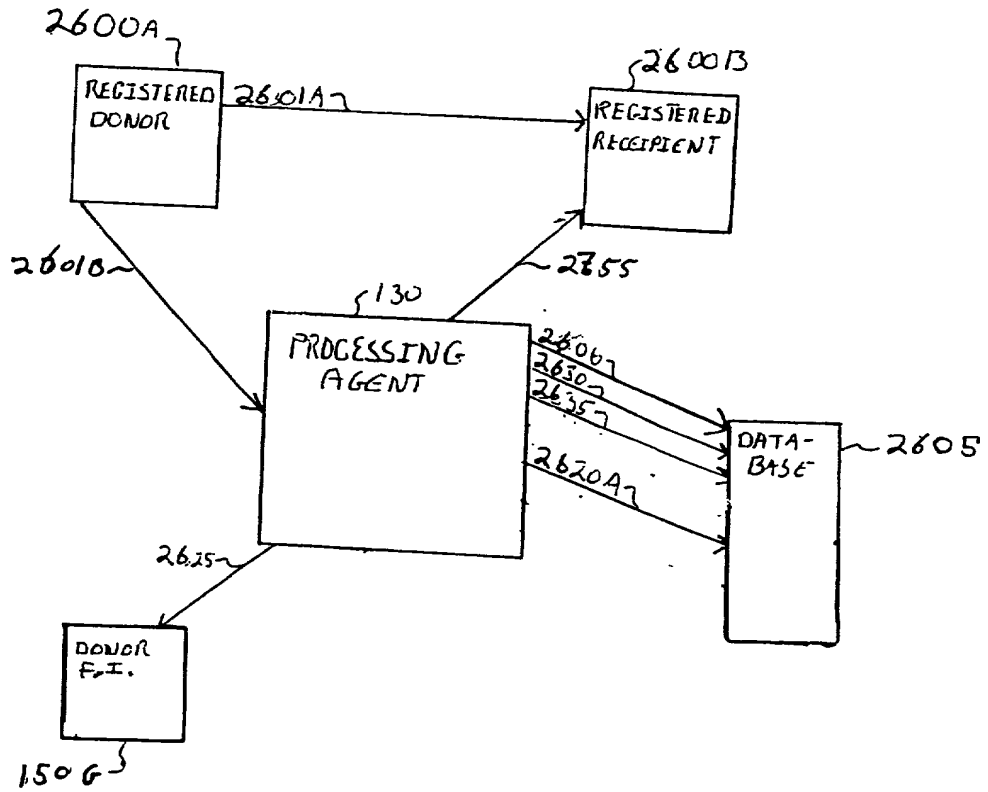 2600A
2600B
REGISTERED
DONOR
2601A
REGISTERED
RECEIPIENT
2601B
2755
130
PROCESSING
AGENT
2606
2630
2635
2620A
DATA-
BASE
2605
2625
DONOR
F.I.
150G